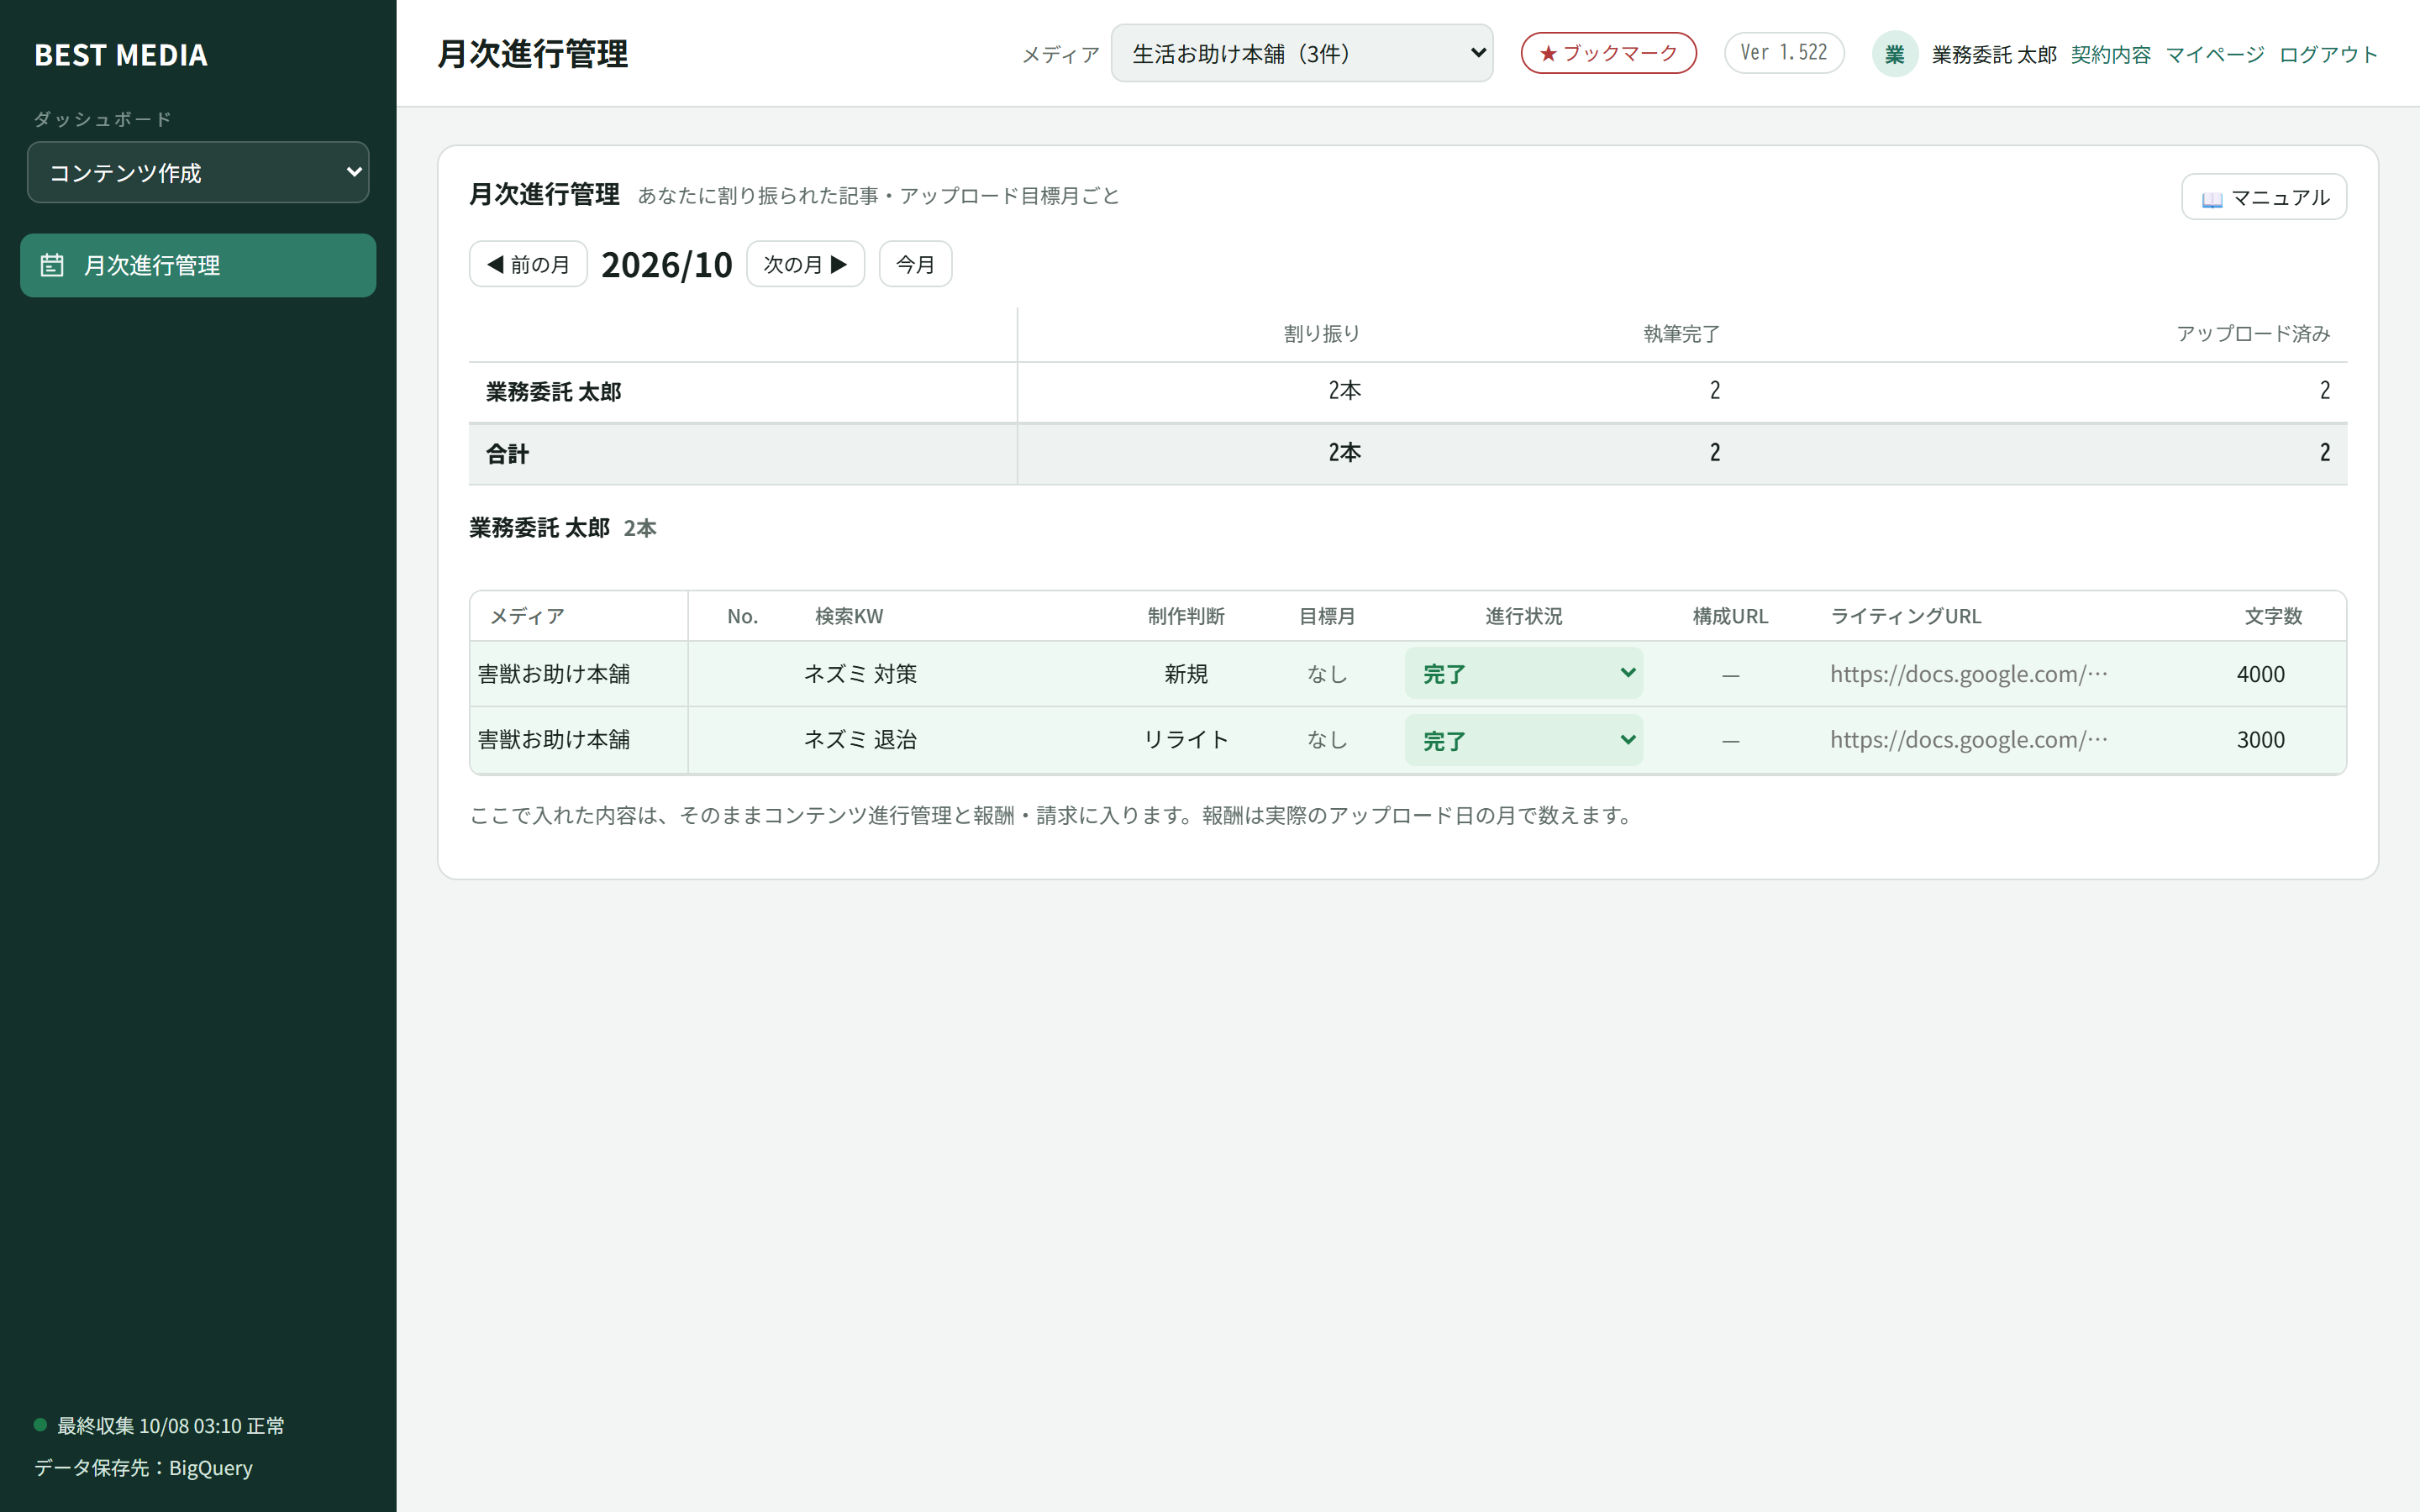 BEST MEDIA
ダッシュボード
コンテンツ作成
月次進行管理
最終収集 10/08 03:10 正常
データ保存先：BigQuery
月次進行管理
メディア 生活お助け本舗（3件） ★ ブックマーク Ver 1.522 業 業務委託 太郎 契約内容 マイページ ログアウト
月次進行管理 あなたに割り振られた記事・アップロード目標月ごと 📖 マニュアル
◀ 前の月 2026/10 次の月 ▶ 今月
割り振り 執筆完了 アップロード済み
業務委託 太郎 2本 2 2
合計 2本 2 2
業務委託 太郎 2本
メディア No. 検索KW 制作判断 目標月 進行状況 構成URL ライティングURL 文字数
害獣お助け本舗 ネズミ 対策 新規 なし 完了 — https://docs.google.com/… 4000
害獣お助け本舗 ネズミ 退治 リライト なし 完了 — https://docs.google.com/… 3000
ここで入れた内容は、そのままコンテンツ進行管理と報酬・請求に入ります。報酬は実際のアップロード日の月で数えます。